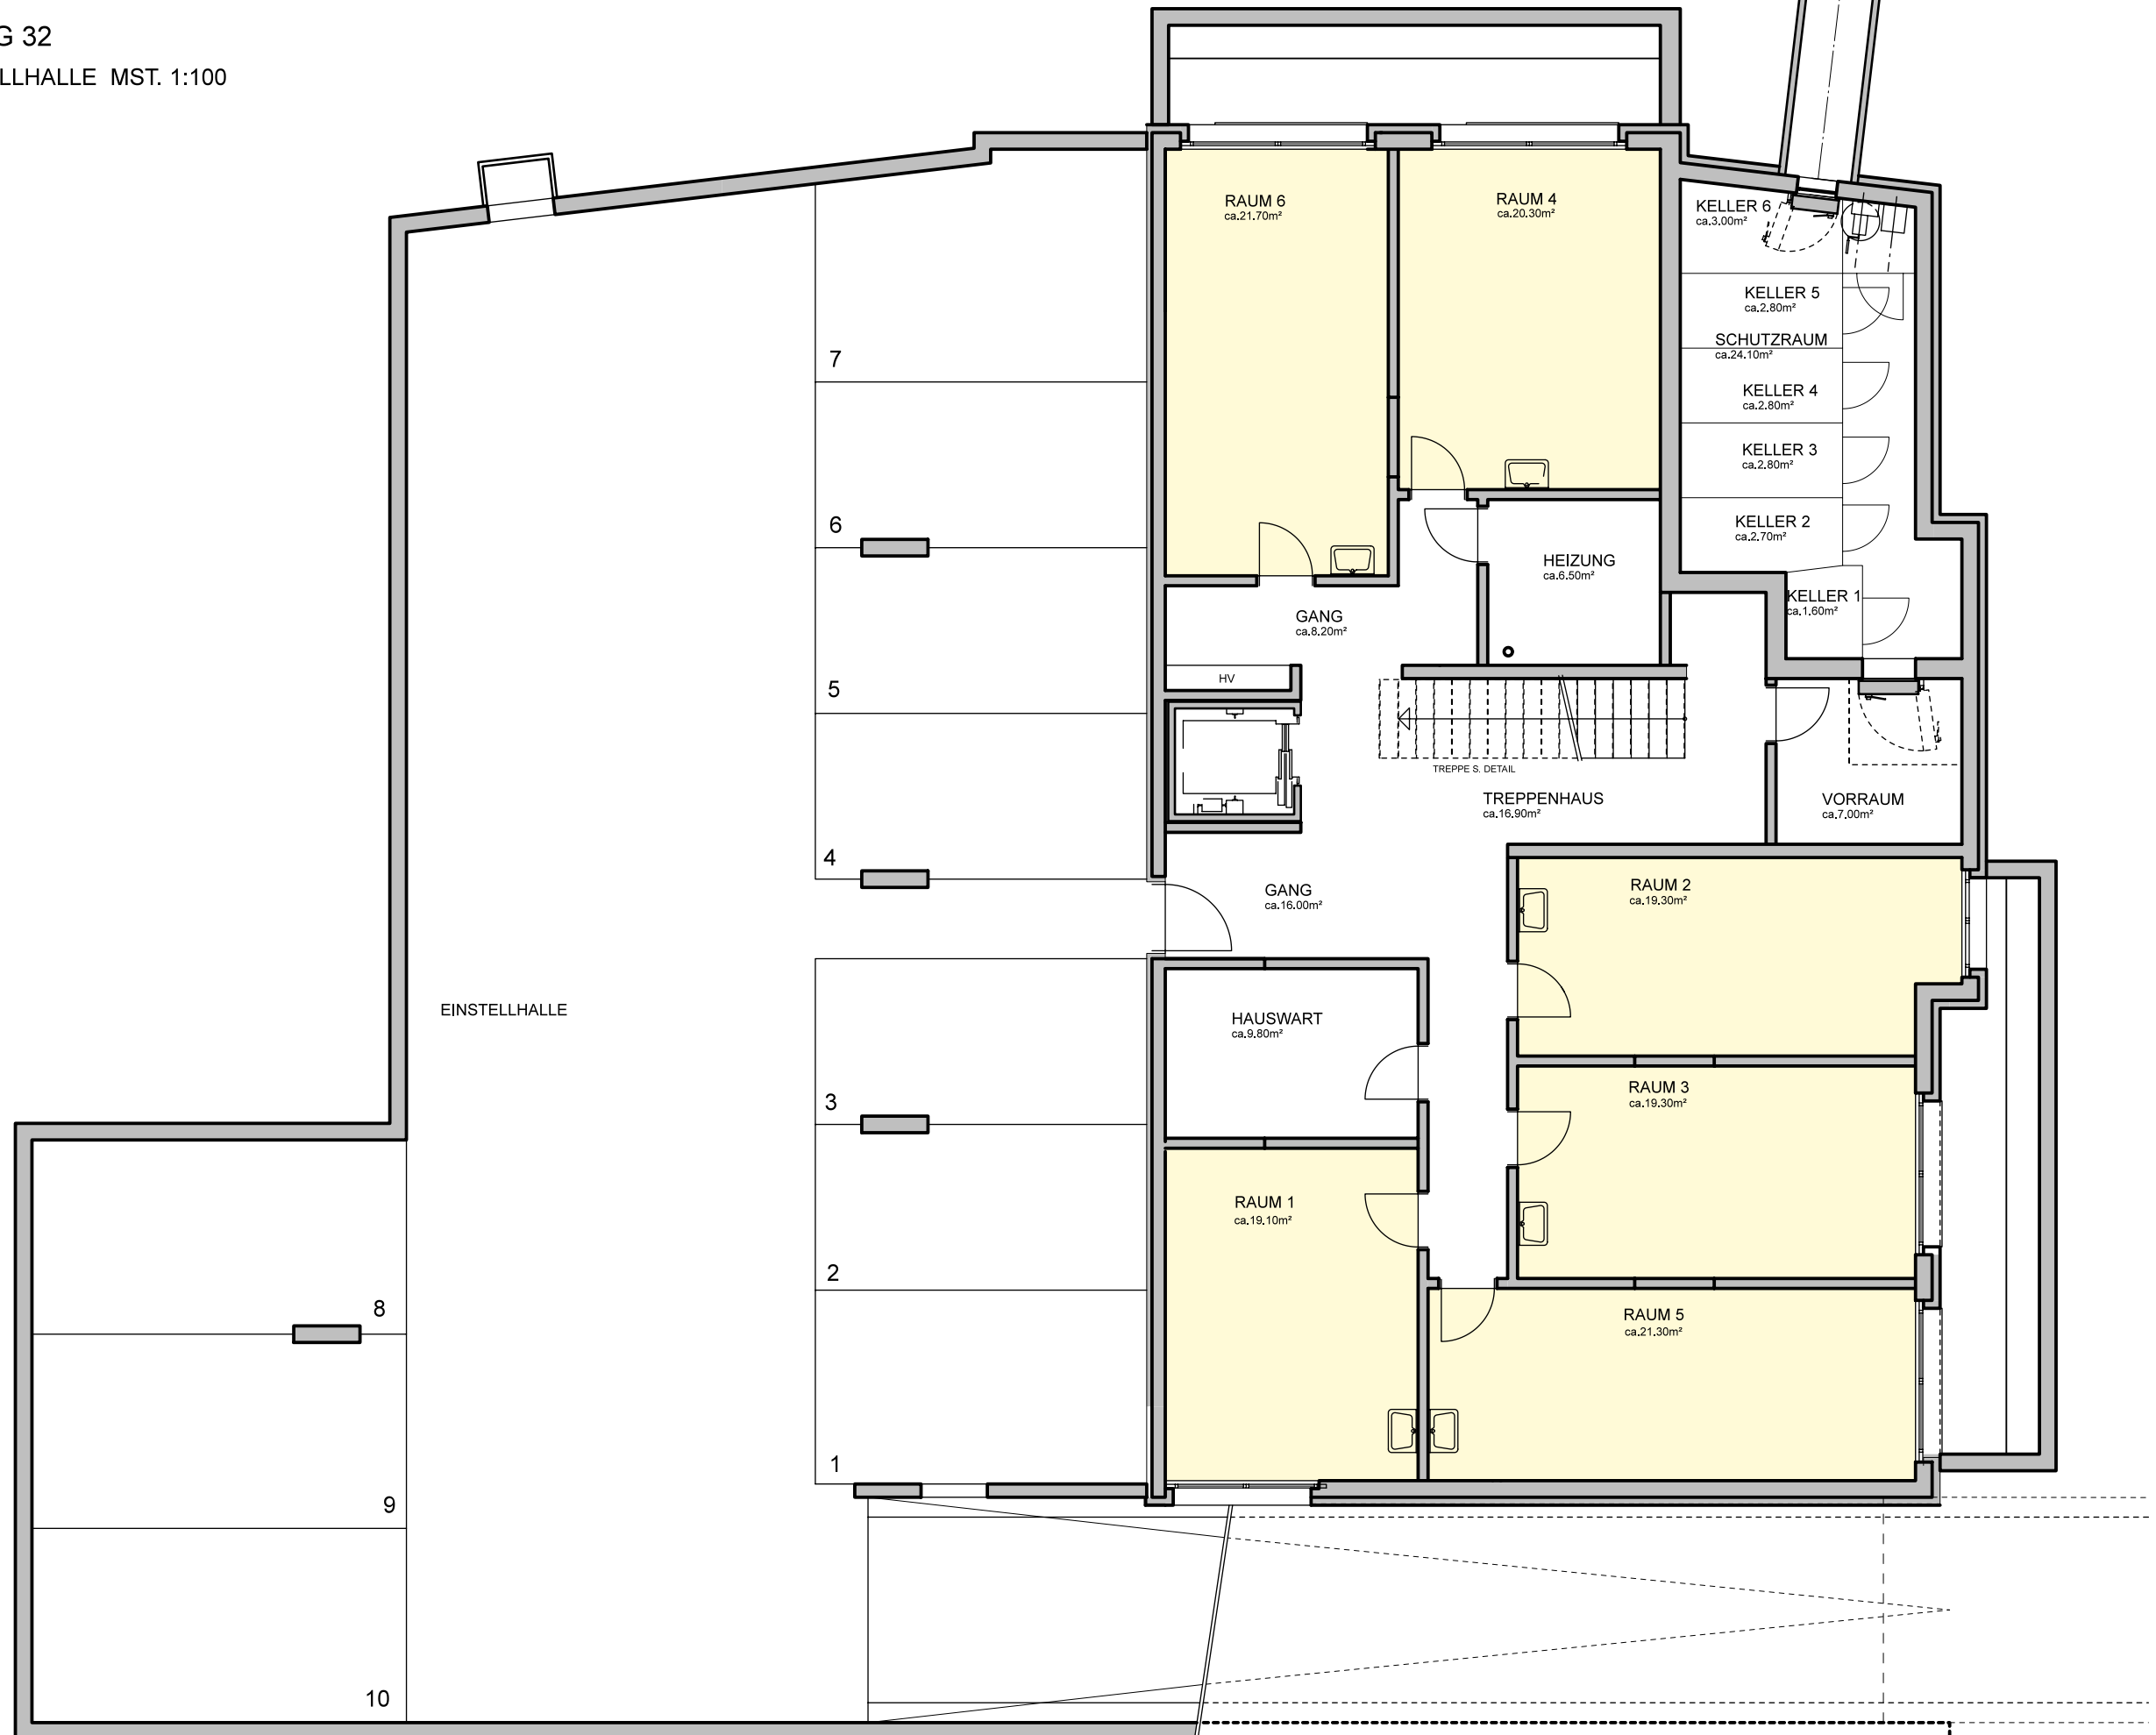 G 32
LLHALLE MST. 1:100
RAUM 6
ca.21.70m²
RAUM 4
ca.20.30m²
KELLER 6
ca.3.00m²
KELLER 5
ca.2.80m²
SCHUTZRAUM
ca.24.10m²
KELLER 4
ca.2.80m²
KELLER 3
ca.2.80m²
KELLER 2
ca.2.70m²
KELLER 1
ca.1.60m²
HEIZUNG
ca.6.50m²
GANG
ca.8.20m²
HV
TREPPE S. DETAIL
TREPPENHAUS
ca.16.90m²
VORRAUM
ca.7.00m²
GANG
ca.16.00m²
RAUM 2
ca.19.30m²
HAUSWART
ca.9.80m²
RAUM 3
ca.19.30m²
RAUM 1
ca.19.10m²
RAUM 5
ca.21.30m²
EINSTELLHALLE
7
6
5
4
3
2
1
8
9
10